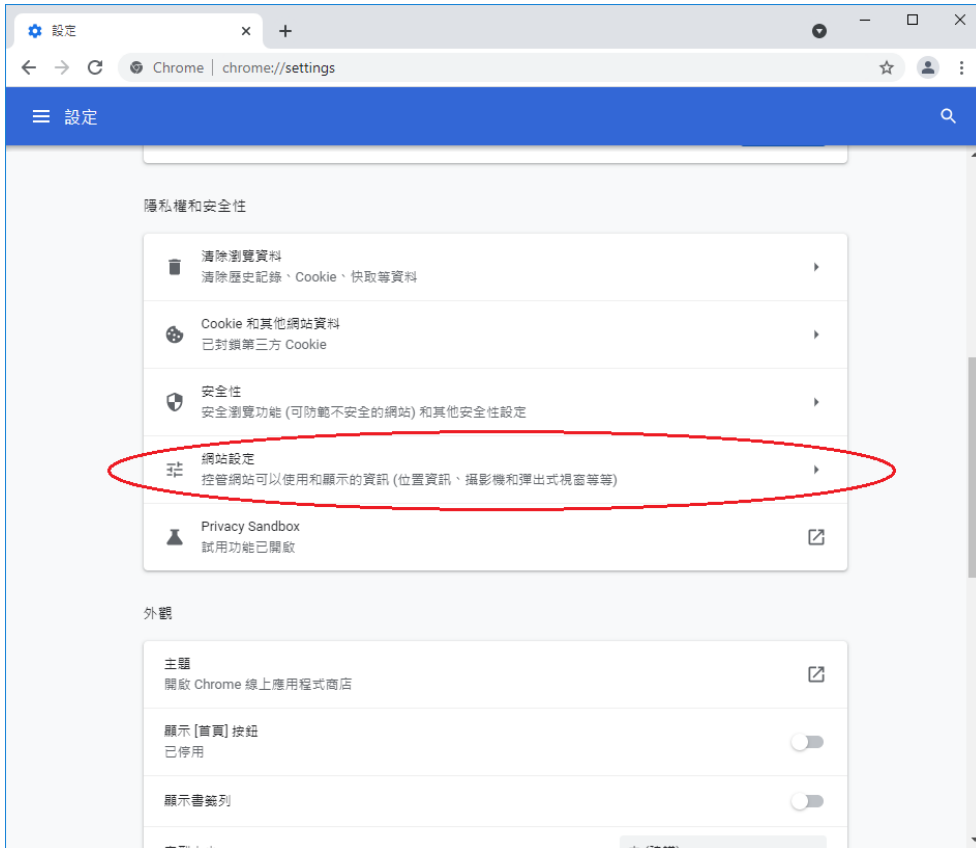 設定
Chrome | chrome://settings
設定
隱私權和安全性
清除瀏覽資料
清除歷史記錄、Cookie、快取等資料
Cookie 和其他網站資料
已封鎖第三方 Cookie
安全性
安全瀏覽功能 (可防範不安全的網站) 和其他安全性設定
網站設定
控管網站可以使用和顯示的資訊 (位置資訊、攝影機和彈出式視窗等等)
Privacy Sandbox
試用功能已開啟
外觀
主題
開啟 Chrome 線上應用程式商店
顯示 [首頁] 按鈕
已停用
顯示書籤列